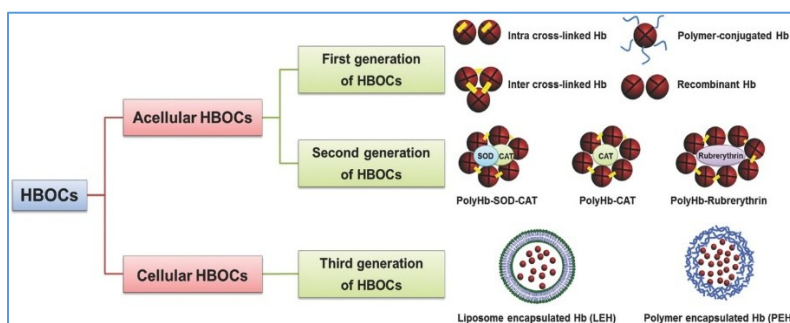 HBOCs
Acellular HBOCs
Cellular HBOCs
First generation
of HBOCs
Second generation
of HBOCs
Third generation
of HBOCs
Intra cross-linked Hb
Polymer-conjugated Hb
Inter cross-linked Hb
Recombinant Hb
SOD CAT
PolyHb-SOD-CAT
CAT
PolyHb-CAT
Rubrerythrin
PolyHb-Rubrerythrin
Liposome encapsulated Hb (LEH)
Polymer encapsulated Hb (PEH)